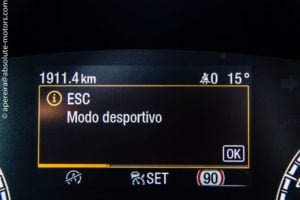 1911.4 km 0 15°
ESC
Modo desportivo
OK
SET 90
© apereira@absolute-motors.com